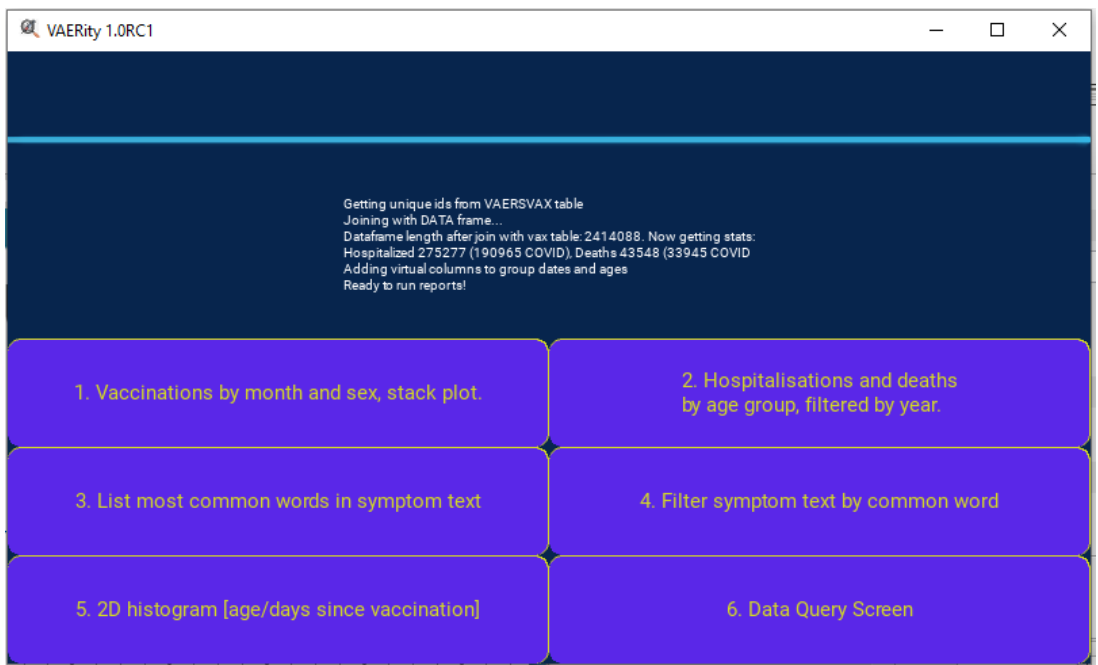 VAERity 1.0RC1
Getting unique ids from VAERSVAX table
Joining with DATA frame...
Dataframe length after join with vax table: 2414088. Now getting stats:
Hospitalized 275277 (190965 COVID), Deaths 43548 (33945 COVID
Adding virtual columns to group dates and ages
Ready to run reports!
1. Vaccinations by month and sex, stack plot.
2. Hospitalisations and deaths
by age group, filtered by year.
3. List most common words in symptom text
4. Filter symptom text by common word
5. 2D histogram [age/days since vaccination]
6. Data Query Screen